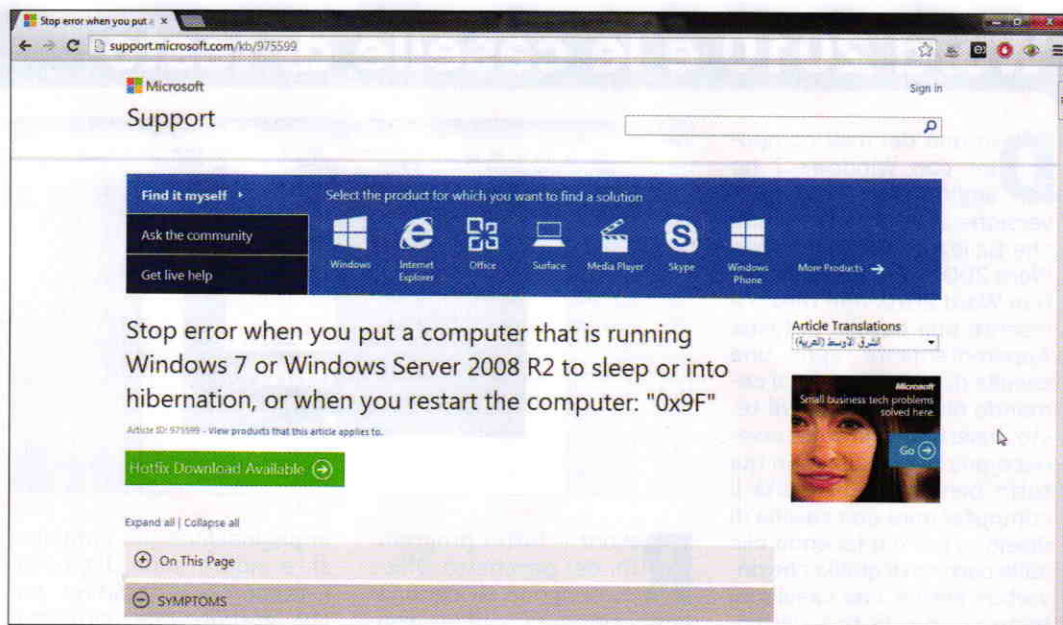 Stop error when you put a
support.microsoft.com/kb/975599
Microsoft
Sign in
Support
Find it myself
Select the product for which you want to find a solution
Ask the community
Get live help
Windows
Internet Explorer
Office
Surface
Media Player
Skype
Windows Phone
More Products
Stop error when you put a computer that is running
Windows 7 or Windows Server 2008 R2 to sleep or into
hibernation, or when you restart the computer: "0x9F"
Article ID: 975599 - View products that this article applies to.
Hotfix Download Available
Article Translations
الشرق الأوسط (العربية)
Microsoft
Small business tech problems
solved here.
Go
Expand all | Collapse all
On This Page
SYMPTOMS